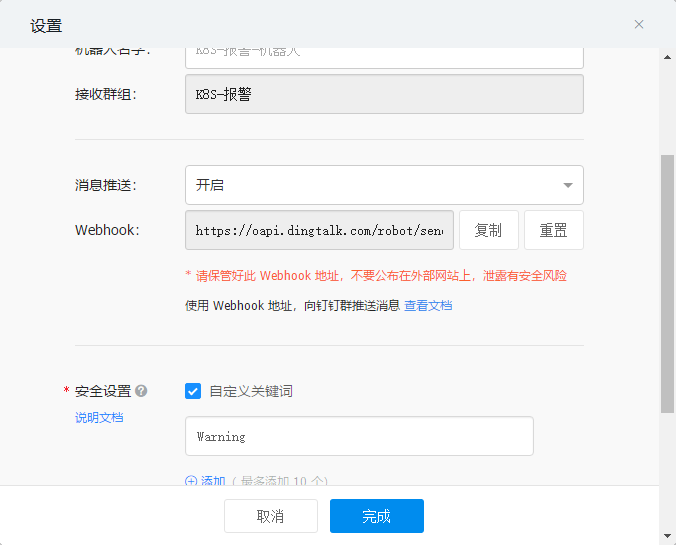 设置
机器人名字: K8S-报警-机器人
接收群组: K8S-报警
消息推送: 开启
Webhook: https://oapi.dingtalk.com/robot/send 复制 重置
* 请保管好此 Webhook 地址，不要公布在外部网站上，泄露有安全风险
使用 Webhook 地址，向钉钉群推送消息 查看文档
* 安全设置 ? 自定义关键词
说明文档
Warning
添加 ( 最多添加 10 个)
取消 完成